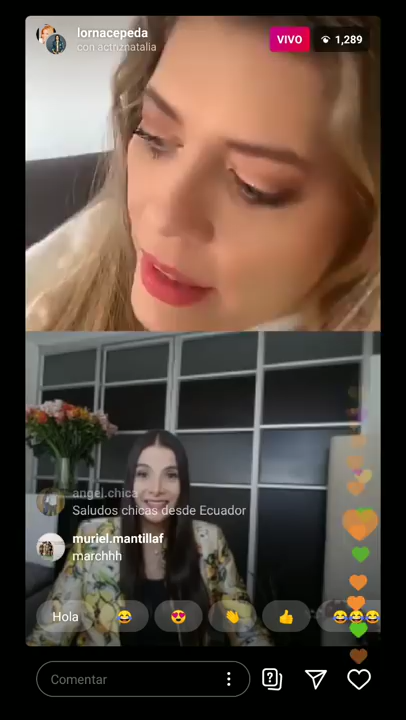 lornacepeda
con actriznatalia
VIVO
1,289
angel.chica
Saludos chicas desde Ecuador
muriel.mantillaf
marchhh
Hola
Comentar